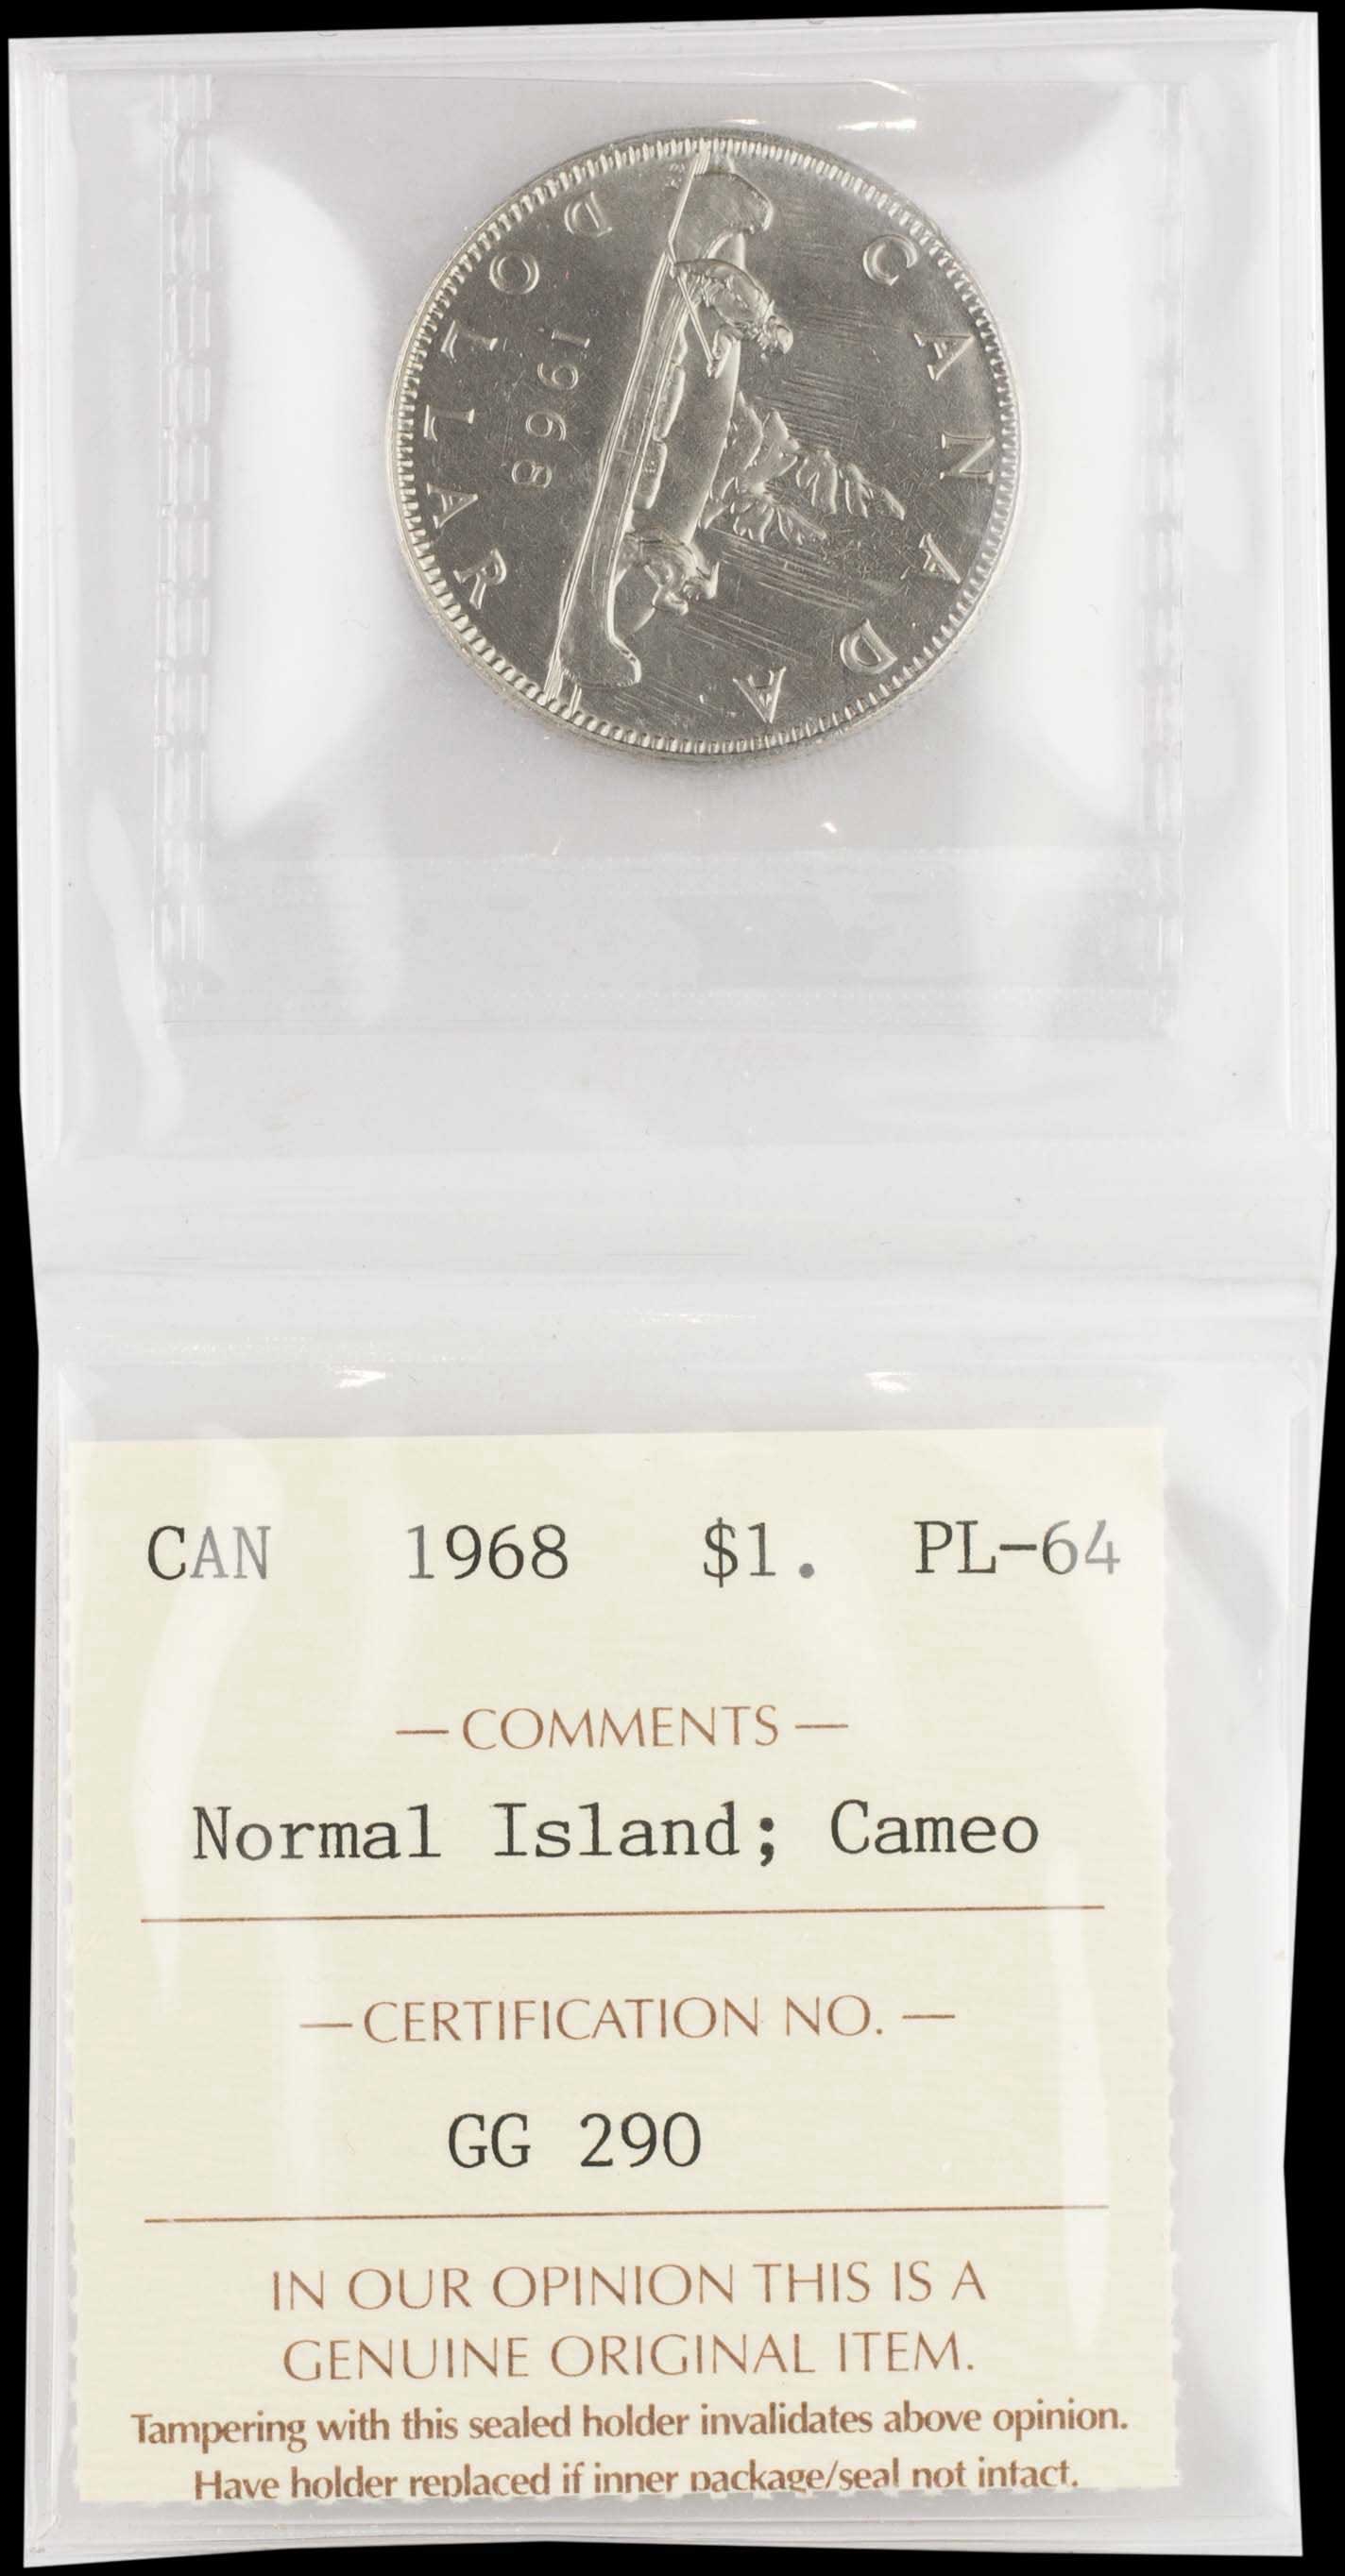 CANADA
1968
DOLLAR
CAN 1968 $1. PL-64
— COMMENTS —
Normal Island; Cameo
— CERTIFICATION NO. —
GG 290
IN OUR OPINION THIS IS A
GENUINE ORIGINAL ITEM.
Tampering with this sealed holder invalidates above opinion.
Have holder replaced if inner package/seal not intact.